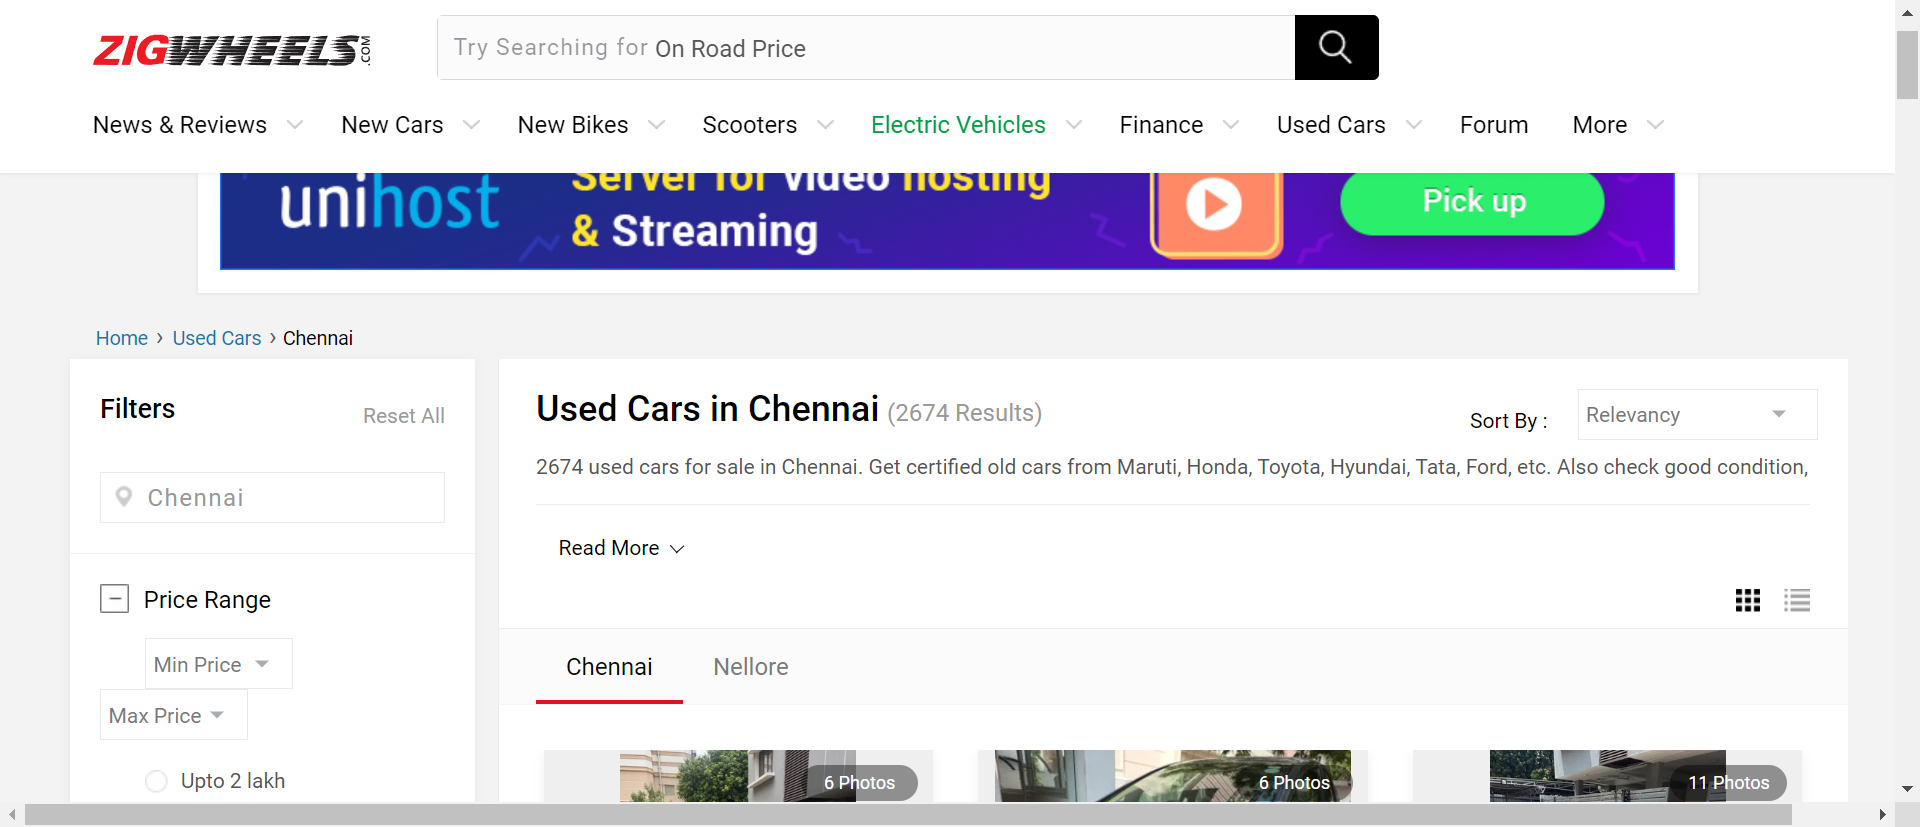 ZIGWHEELS.COM
Try Searching for On Road Price
News & Reviews
New Cars
New Bikes
Scooters
Electric Vehicles
Finance
Used Cars
Forum
More
unihost
Server for video hosting
& Streaming
Pick up
Home › Used Cars › Chennai
Filters
Reset All
Chennai
Price Range
Min Price
Max Price
Upto 2 lakh
Used Cars in Chennai (2674 Results)
Sort By :
Relevancy
2674 used cars for sale in Chennai. Get certified old cars from Maruti, Honda, Toyota, Hyundai, Tata, Ford, etc. Also check good condition,
Read More
Chennai
Nellore
6 Photos
6 Photos
11 Photos